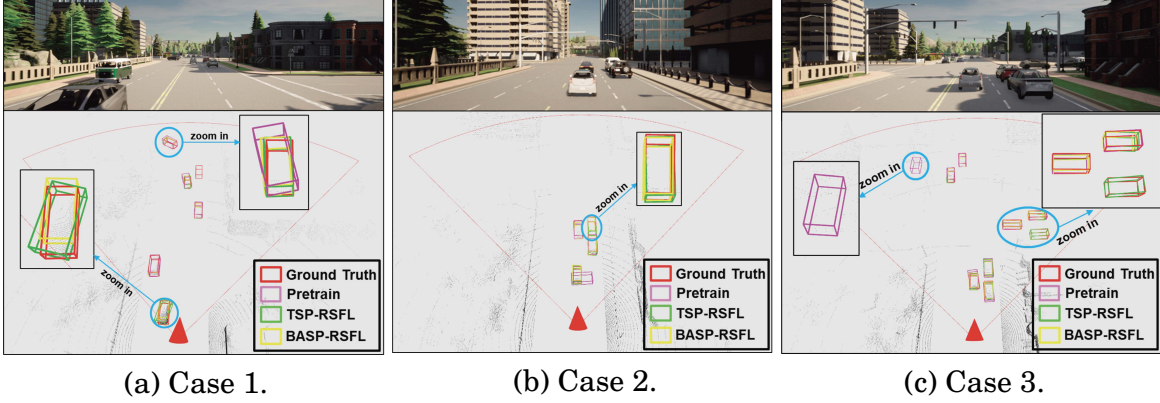 zoom in
zoom in
Ground Truth
Pretrain
TSP-RSFL
BASP-RSFL
(a) Case 1.
zoom in
Ground Truth
Pretrain
TSP-RSFL
BASP-RSFL
(b) Case 2.
zoom in
zoom in
Ground Truth
Pretrain
TSP-RSFL
BASP-RSFL
(c) Case 3.